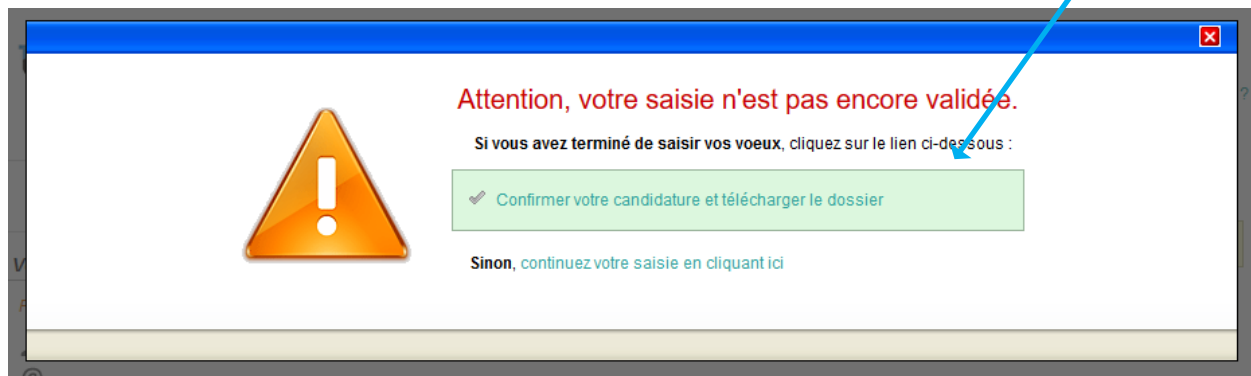 Attention, votre saisie n'est pas encore validée.
Si vous avez terminé de saisir vos voeux, cliquez sur le lien ci-dessous :
Confirmer votre candidature et télécharger le dossier
Sinon, continuez votre saisie en cliquant ici